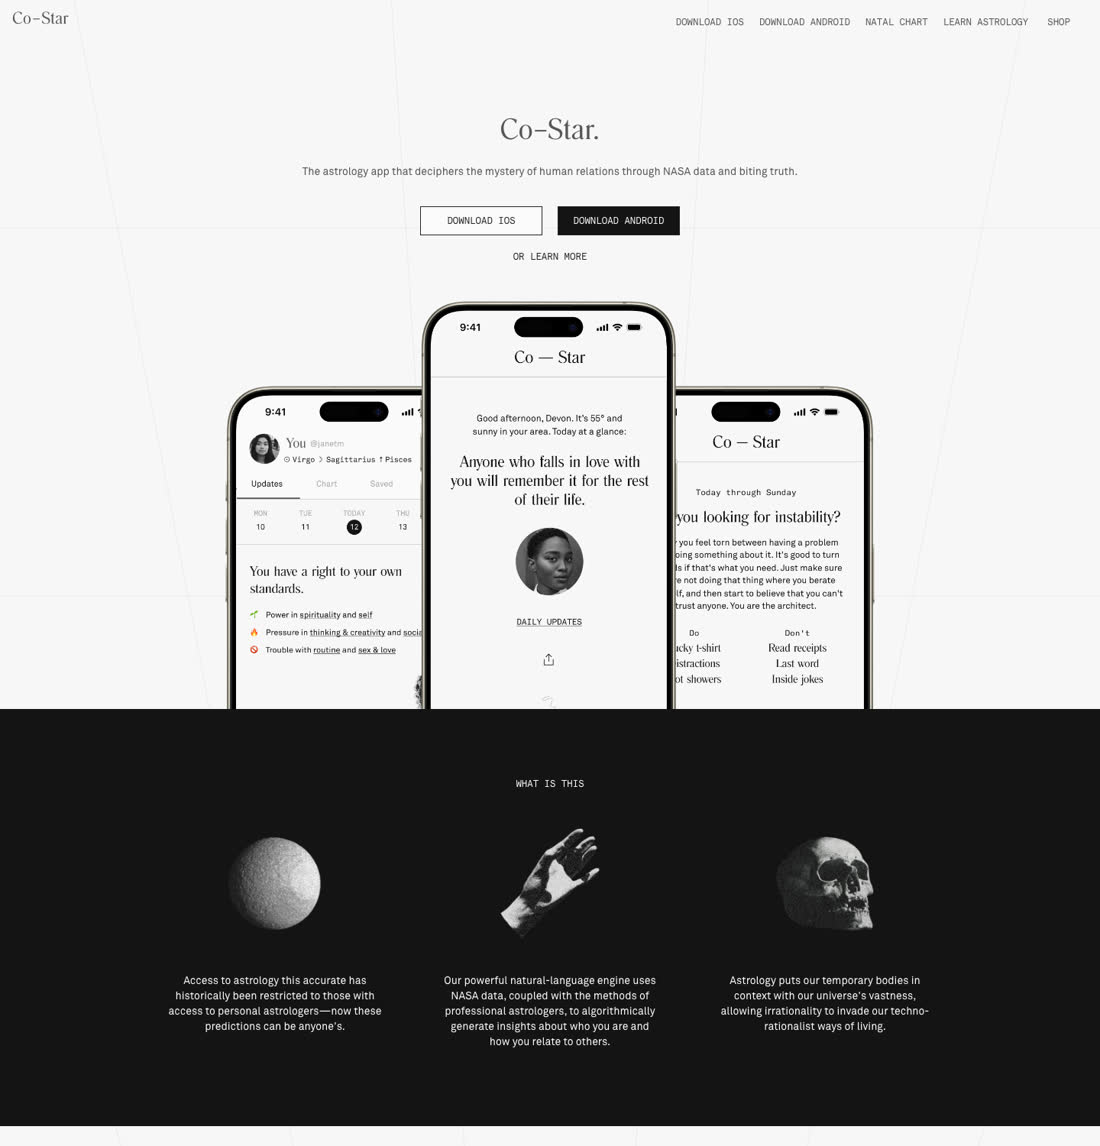 Co–Star
DOWNLOAD IOS DOWNLOAD ANDROID NATAL CHART LEARN ASTROLOGY SHOP
Co–Star.
The astrology app that deciphers the mystery of human relations through NASA data and biting truth.
DOWNLOAD IOS
DOWNLOAD ANDROID
OR LEARN MORE
9:41
You @janetm
Virgo Sagittarius Pisces
Updates Chart Saved
MON TUE TODAY THU
10 11 12 13
You have a right to your own
standards.
Power in spirituality and self
Pressure in thinking & creativity and
Trouble with routine and sex & love
9:41
Co — Star
Good afternoon, Devon. It's 55° and
sunny in your area. Today at a glance:
Anyone who falls in love with
you will remember it for the rest
of their life.
DAILY UPDATES
Co — Star
Today through Sunday
you looking for instability?
you feel torn between having a problem
something about it. It's good to turn
if that's what you need. Just make sure
not doing that thing where you berate
and then start to believe that you can't
trust anyone. You are the architect.
Do Don't
t-shirt Read receipts
Last word
showers Inside jokes
WHAT IS THIS
Access to astrology this accurate has
historically been restricted to those with
access to personal astrologers—now these
predictions can be anyone's.
Our powerful natural-language engine uses
NASA data, coupled with the methods of
professional astrologers, to algorithmically
generate insights about who you are and
how you relate to others.
Astrology puts our temporary bodies in
context with our universe's vastness,
allowing irrationality to invade our techno-
rationalist ways of living.